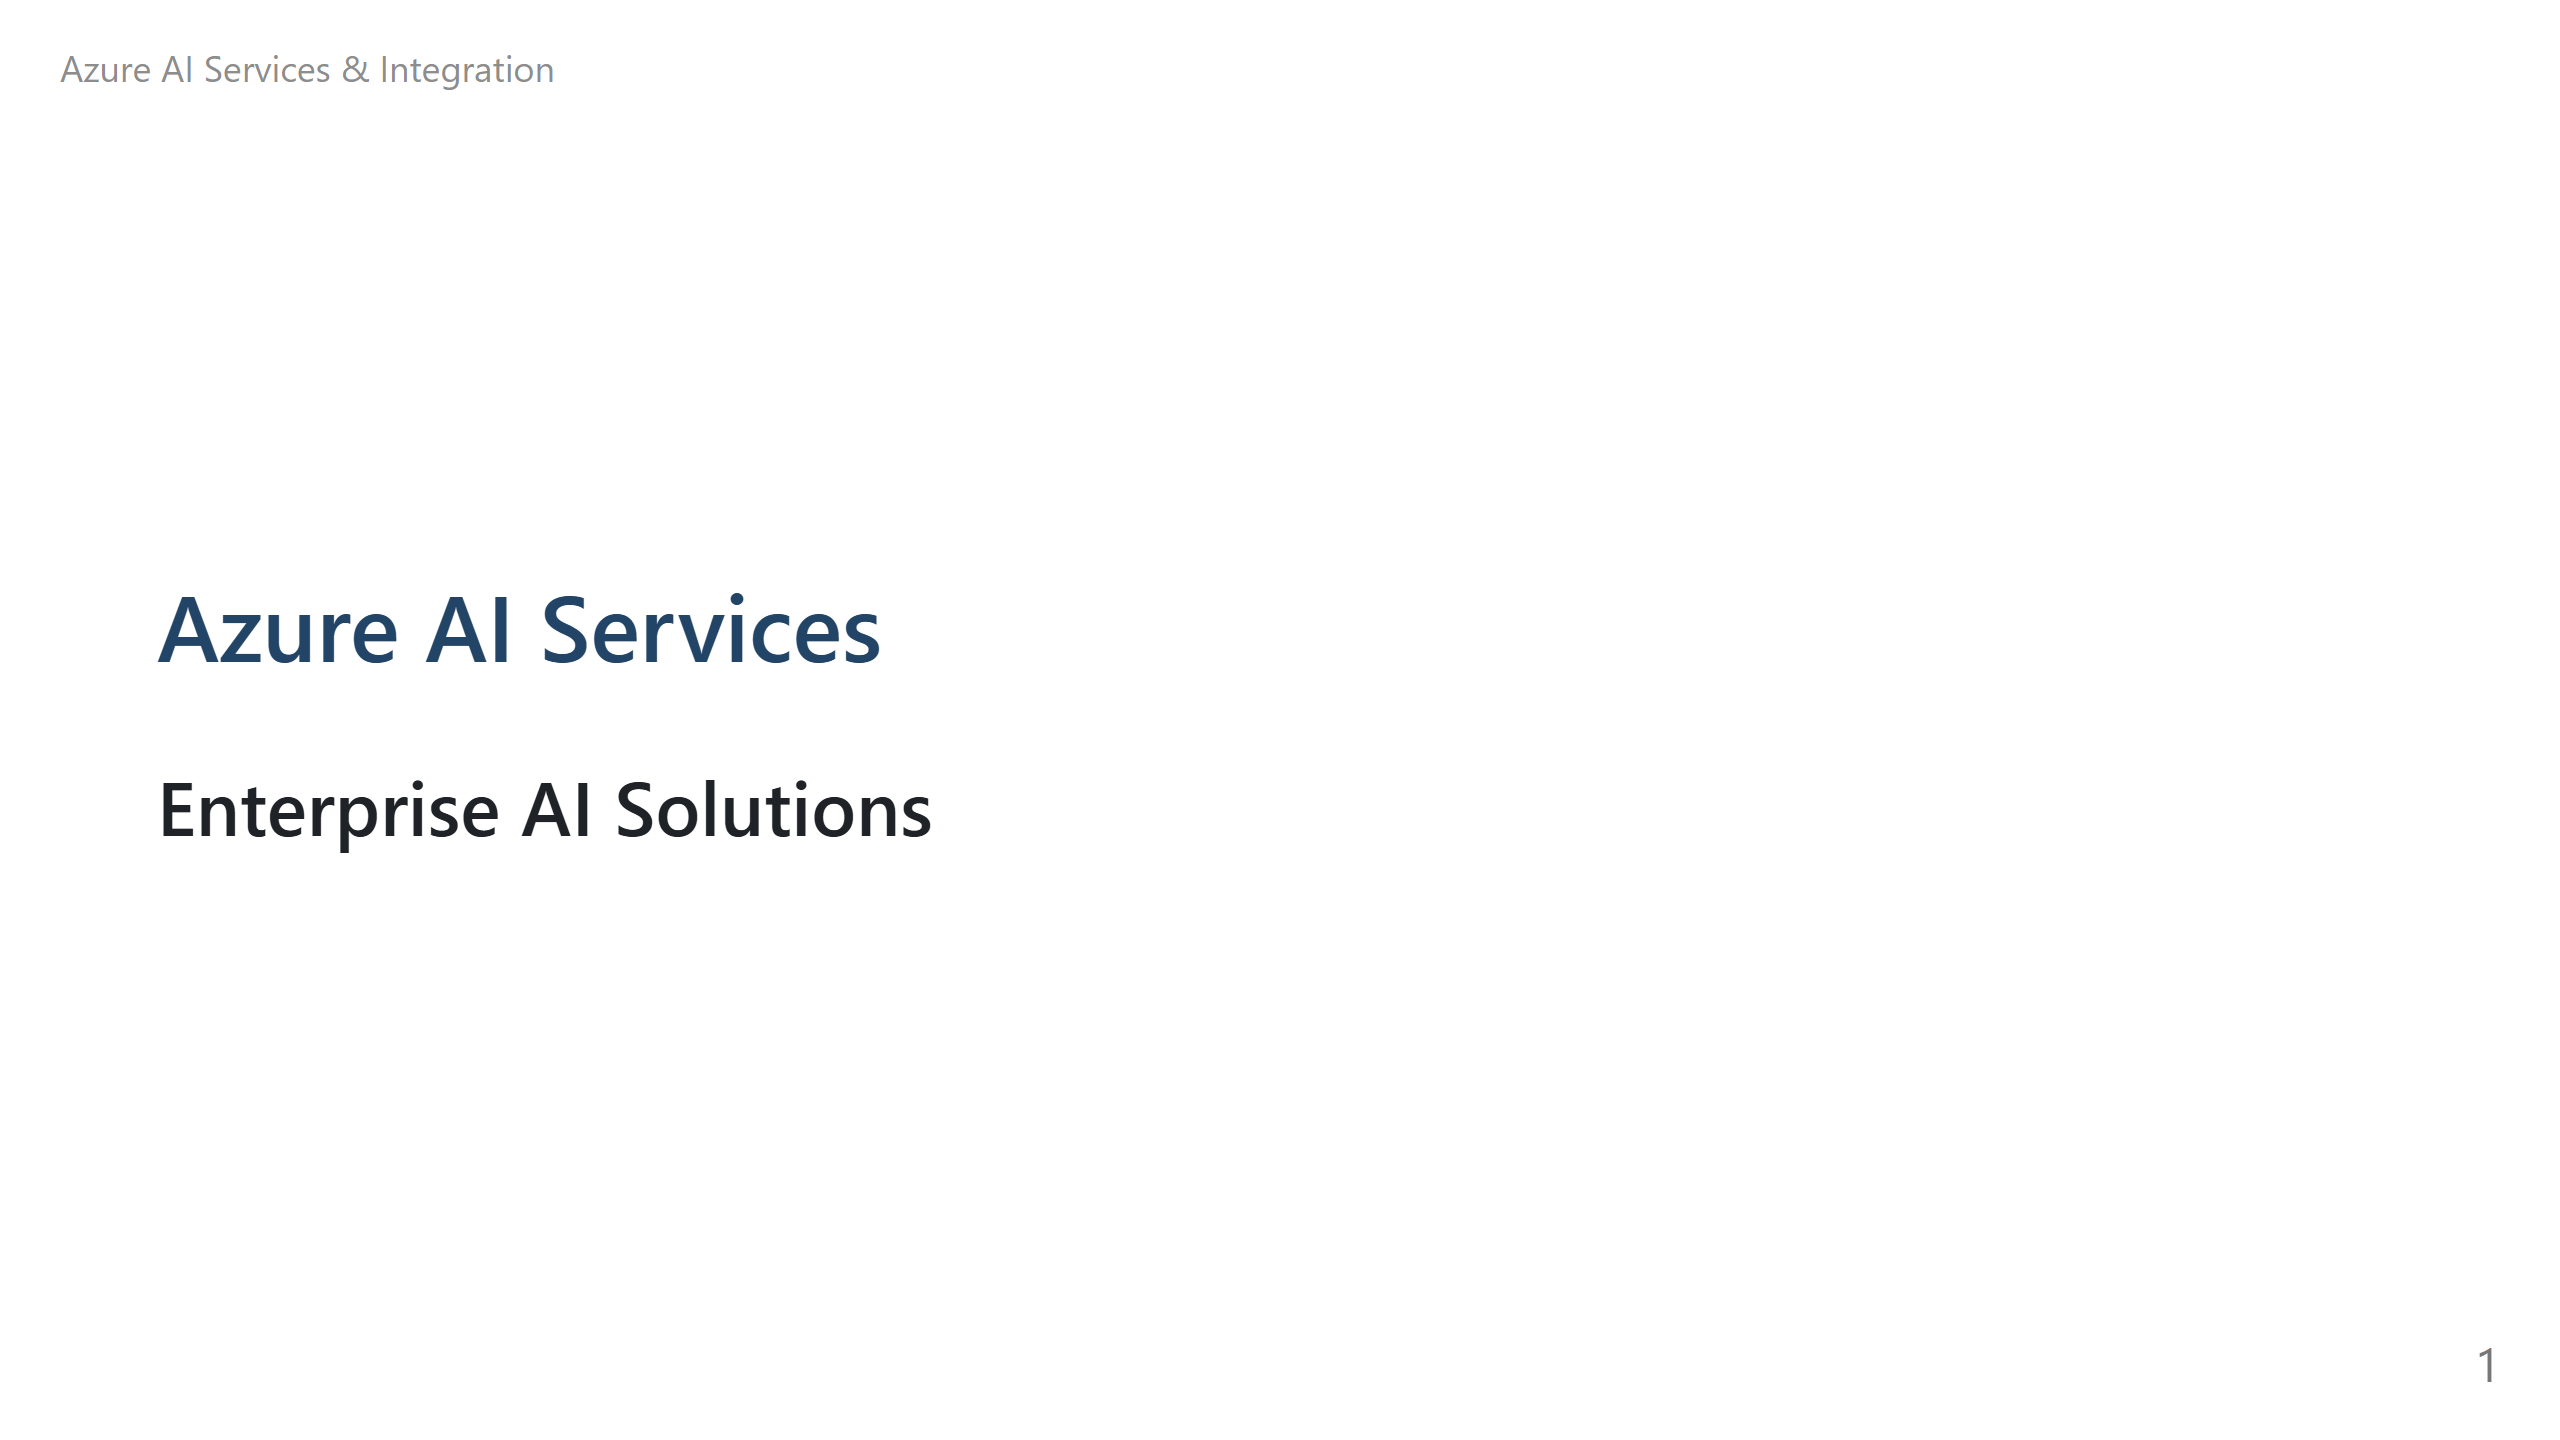 Azure AI Services & Integration
Azure AI Services
Enterprise AI Solutions
1